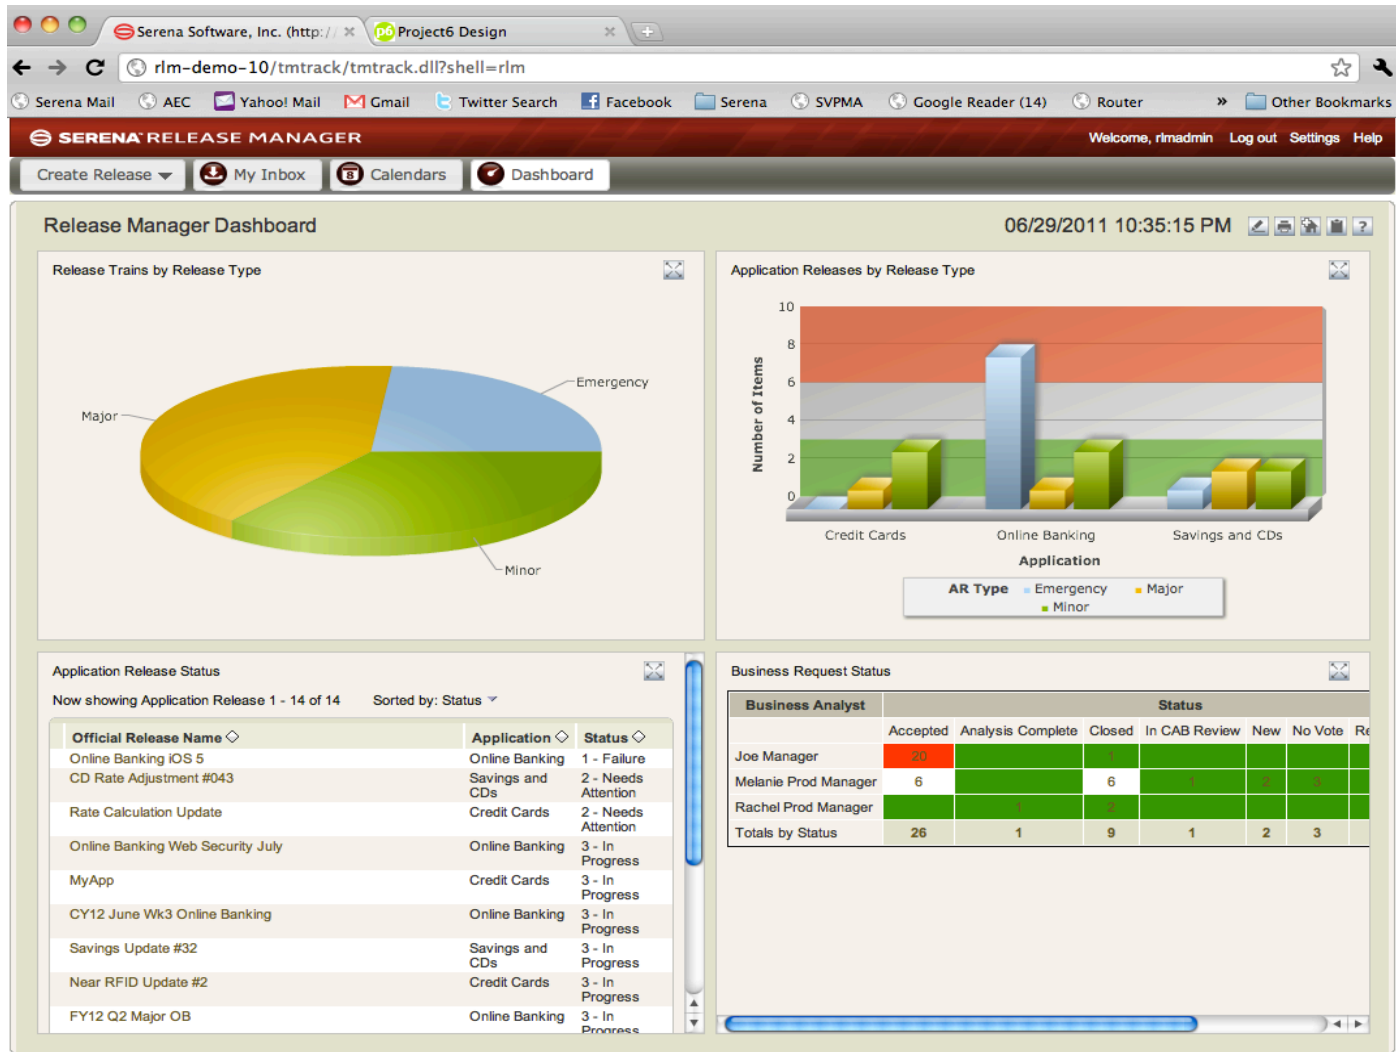 Serena Software, Inc. (http://
p6 Project6 Design
rlm-demo-10/tmtrack/tmtrack.dll?shell=rlm
Serena Mail AEC Yahoo! Mail Gmail Twitter Search Facebook Serena SVPMA Google Reader (14) Router » Other Bookmarks
SERENA RELEASE MANAGER
Welcome, rlmadmin Log out Settings Help
Create Release My Inbox 8 Calendars Dashboard
Release Manager Dashboard
06/29/2011 10:35:15 PM ?
Release Trains by Release Type
Emergency
Major
Minor
Application Releases by Release Type
10
8
6
4
2
0
Number of Items
Credit Cards Online Banking Savings and CDs
Application
AR Type Emergency Major
Minor
Application Release Status
Now showing Application Release 1 - 14 of 14 Sorted by: Status
Official Release Name Application Status
Online Banking iOS 5 Online Banking 1 - Failure
CD Rate Adjustment #043 Savings and 2 - Needs
CDs Attention
Rate Calculation Update Credit Cards 2 - Needs
Attention
Online Banking Web Security July Online Banking 3 - In
Progress
MyApp Credit Cards 3 - In
Progress
CY12 June Wk3 Online Banking Online Banking 3 - In
Progress
Savings Update #32 Savings and 3 - In
CDs Progress
Near RFID Update #2 Credit Cards 3 - In
Progress
FY12 Q2 Major OB Online Banking 3 - In
Progress
Business Request Status
Business Analyst Status
Accepted Analysis Complete Closed In CAB Review New No Vote Re
Joe Manager 20 1
Melanie Prod Manager 6 6 1 2 3
Rachel Prod Manager 1 2
Totals by Status 26 1 9 1 2 3